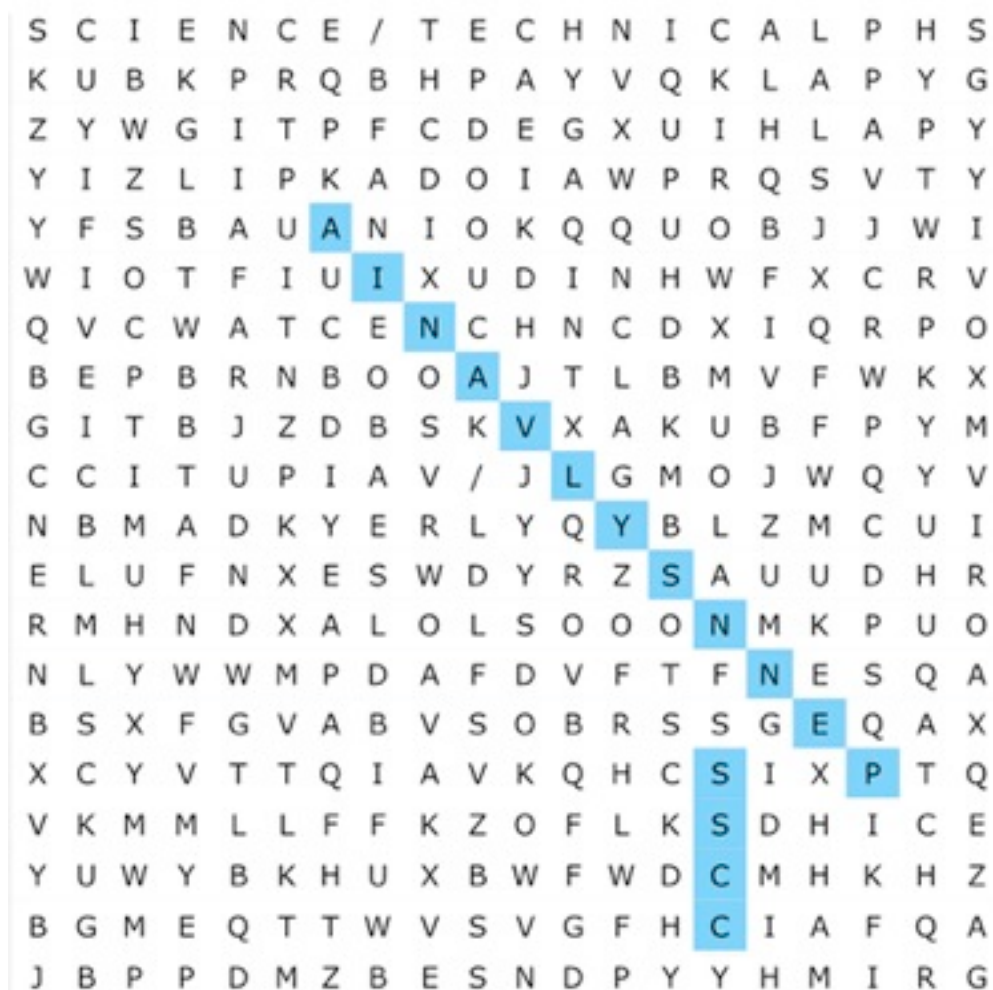 S C I E N C E / T E C H N I C A L P H S
K U B K P R Q B H P A Y V Q K L A P Y G
Z Y W G I T P F C D E G X U I H L A P Y
Y I Z L I P K A D O I A W P R Q S V T Y
Y F S B A U A N I O K Q Q U O B J J W I
W I O T F I U I X U D I N H W F X C R V
Q V C W A T C E N C H N C D X I Q R P O
B E P B R N B O O A J T L B M V F W K X
G I T B J Z D B S K V X A K U B F P Y M
C C I T U P I A V / J L G M O J W Q Y V
N B M A D K Y E R L Y Q Y B L Z M C U I
E L U F N X E S W D Y R Z S A U U D H R
R M H N D X A L O L S O O O N M K P U O
N L Y W W M P D A F D V F T F N E S Q A
B S X F G V A B V S O B R S S G E Q A X
X C Y V T T Q I A V K Q H C S I X P T Q
V K M M L L F F K Z O F L K S D H I C E
Y U W Y B K H U X B W F W D C M H K H Z
B G M E Q T T W V S V G F H C I A F Q A
J B P P D M Z B E S N D P Y Y H M I R G